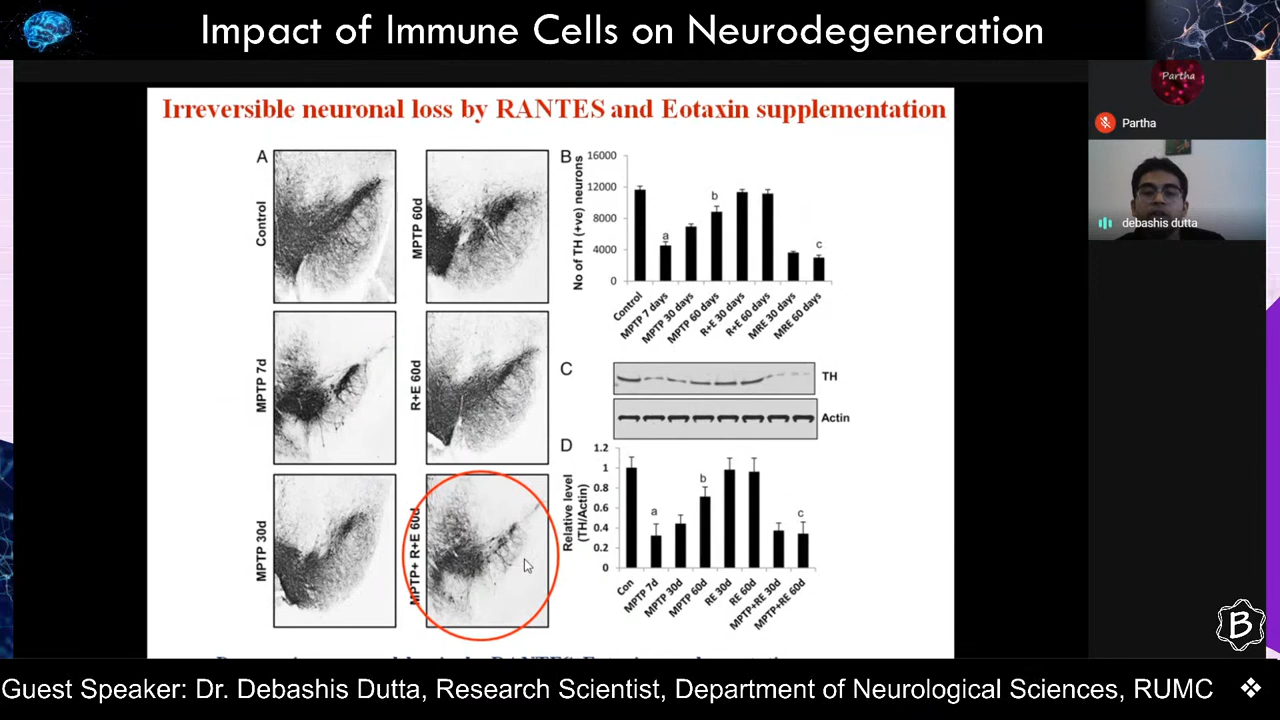 Impact of Immune Cells on Neurodegeneration
Partha
Partha
debashis dutta
Irreversible neuronal loss by RANTES and Eotaxin supplementation
A
Control
MPTP 60d
MPTP 7d
R+E 60d
MPTP 30d
MPTP+ R+E 60d
B
No of TH (+ve) neurons
16000
12000
8000
4000
0
a
b
c
Control
MPTP 7 days
MPTP 30 days
MPTP 60 days
R+E 30 days
R+E 60 days
MRE 30 days
MRE 60 days
C
TH
Actin
D
Relative level
(TH/Actin)
1.2
1
0.8
0.6
0.4
0.2
0
a
b
c
Con
MPTP 7d
MPTP 30d
MPTP 60d
RE 30d
RE 60d
MPTP+RE 30d
MPTP+RE 60d
B
Guest Speaker: Dr. Debashis Dutta, Research Scientist, Department of Neurological Sciences, RUMC